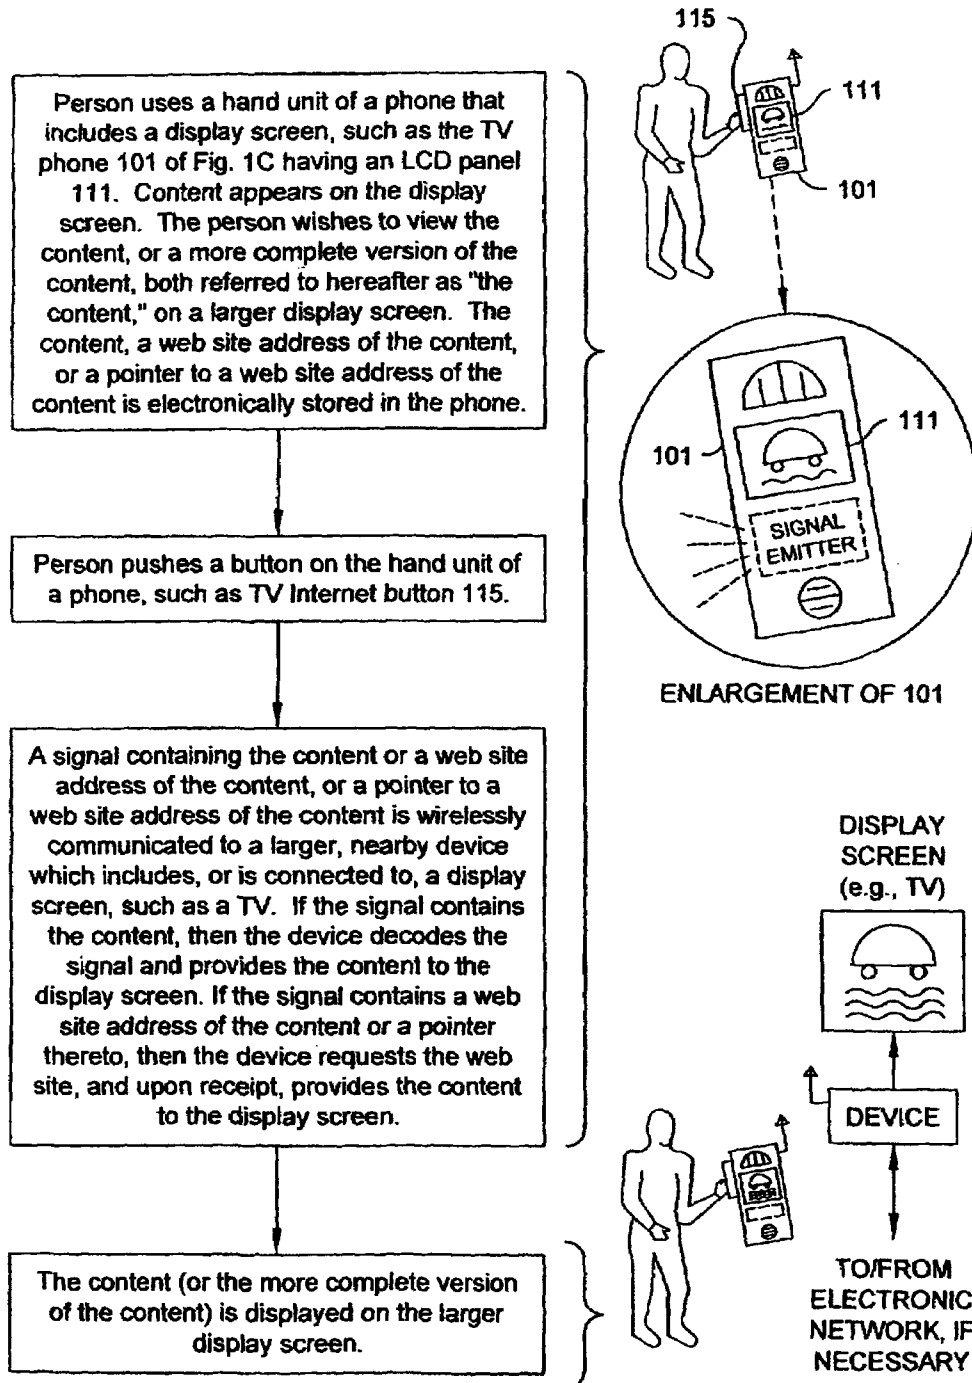 Person uses a hand unit of a phone that
includes a display screen, such as the TV
phone 101 of Fig. 1C having an LCD panel
111. Content appears on the display
screen. The person wishes to view the
content, or a more complete version of the
content, both referred to hereafter as "the
content," on a larger display screen. The
content, a web site address of the content,
or a pointer to a web site address of the
content is electronically stored in the phone.
Person pushes a button on the hand unit of
a phone, such as TV Internet button 115.
A signal containing the content or a web site
address of the content, or a pointer to a
web site address of the content is wirelessly
communicated to a larger, nearby device
which includes, or is connected to, a display
screen, such as a TV. If the signal contains
the content, then the device decodes the
signal and provides the content to the
display screen. If the signal contains a web
site address of the content or a pointer
thereto, then the device requests the web
site, and upon receipt, provides the content
to the display screen.
The content (or the more complete version
of the content) is displayed on the larger
display screen.
115
111
101
101
111
SIGNAL
EMITTER
ENLARGEMENT OF 101
DISPLAY
SCREEN
(e.g., TV)
DEVICE
TO/FROM
ELECTRONIC
NETWORK, IF
NECESSARY